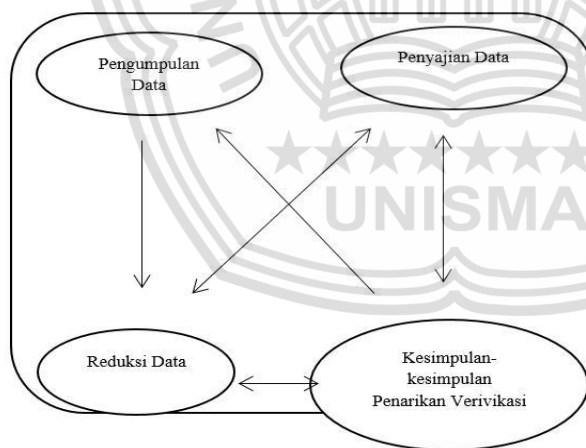 Pengumpulan
Data
Penyajian Data
UNISMA
Reduksi Data
Kesimpulan-
kesimpulan
Penarikan Verivikasi